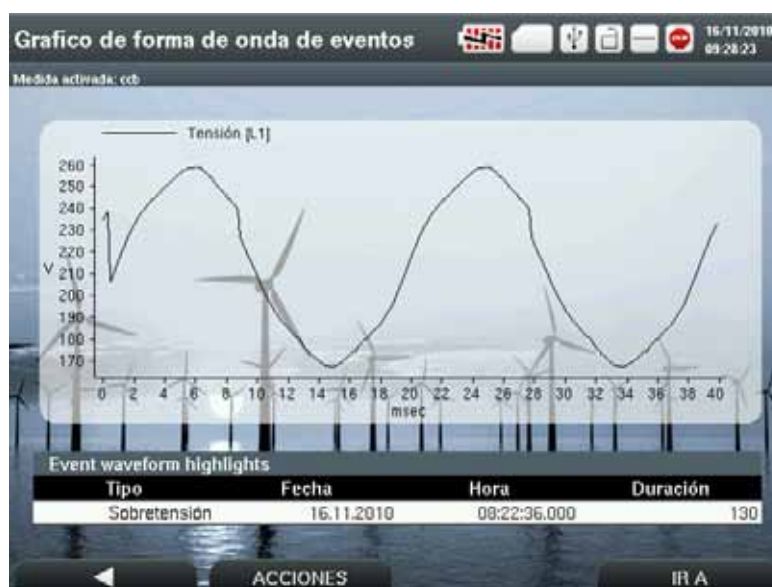 Grafico de forma de onda de eventos
16/11/2010
09:28:23
Medida activada: ccb
Tensión [L1]
260
250
240
230
220
V 210
200
190
180
170
0 2 4 6 8 10 12 14 16 18 20 22 24 26 28 30 32 34 36 38 40
msec
Event waveform highlights
Tipo Fecha Hora Duración
Sobretensión 16.11.2010 08:22:36.000 130
ACCIONES IR A